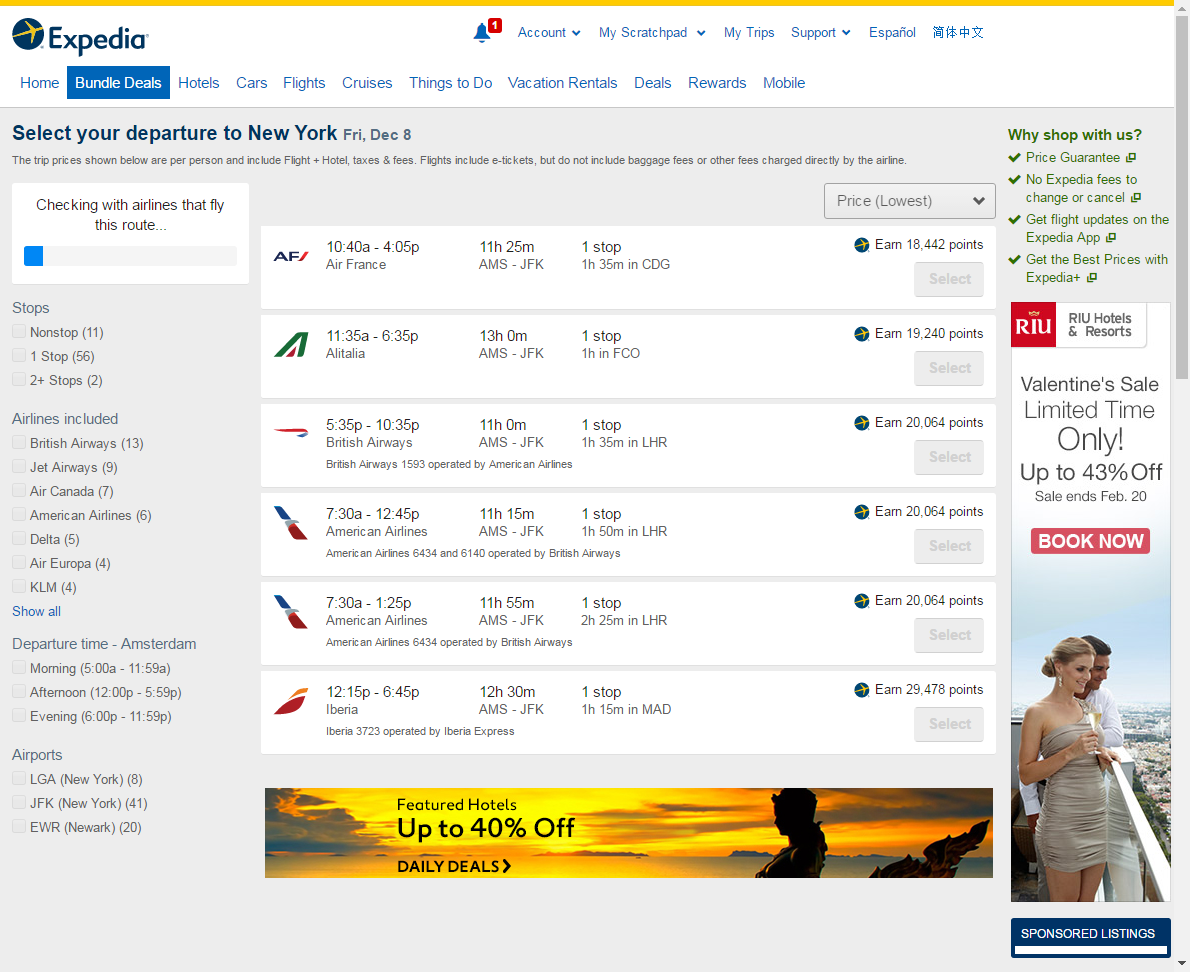 Expedia
1
Account
My Scratchpad
My Trips
Support
Español
简体中文
Home
Bundle Deals
Hotels
Cars
Flights
Cruises
Things to Do
Vacation Rentals
Deals
Rewards
Mobile
Select your departure to New York Fri, Dec 8
The trip prices shown below are per person and include Flight + Hotel, taxes & fees. Flights include e-tickets, but do not include baggage fees or other fees charged directly by the airline.
Checking with airlines that fly
this route...
Stops
Nonstop (11)
1 Stop (56)
2+ Stops (2)
Airlines included
British Airways (13)
Jet Airways (9)
Air Canada (7)
American Airlines (6)
Delta (5)
Air Europa (4)
KLM (4)
Show all
Departure time - Amsterdam
Morning (5:00a - 11:59a)
Afternoon (12:00p - 5:59p)
Evening (6:00p - 11:59p)
Airports
LGA (New York) (8)
JFK (New York) (41)
EWR (Newark) (20)
Price (Lowest)
AF
10:40a - 4:05p 11h 25m 1 stop Earn 18,442 points
Air France AMS - JFK 1h 35m in CDG
Select
11:35a - 6:35p 13h 0m 1 stop Earn 19,240 points
Alitalia AMS - JFK 1h in FCO
Select
5:35p - 10:35p 11h 0m 1 stop Earn 20,064 points
British Airways AMS - JFK 1h 35m in LHR
Select
British Airways 1593 operated by American Airlines
7:30a - 12:45p 11h 15m 1 stop Earn 20,064 points
American Airlines AMS - JFK 1h 50m in LHR
Select
American Airlines 6434 and 6140 operated by British Airways
7:30a - 1:25p 11h 55m 1 stop Earn 20,064 points
American Airlines AMS - JFK 2h 25m in LHR
Select
American Airlines 6434 operated by British Airways
12:15p - 6:45p 12h 30m 1 stop Earn 29,478 points
Iberia AMS - JFK 1h 15m in MAD
Select
Iberia 3723 operated by Iberia Express
Featured Hotels
Up to 40% Off
DAILY DEALS
Why shop with us?
Price Guarantee
No Expedia fees to
change or cancel
Get flight updates on the
Expedia App
Get the Best Prices with
Expedia+
RIU
RIU Hotels
& Resorts
Valentine's Sale
Limited Time
Only!
Up to 43% Off
Sale ends Feb. 20
BOOK NOW
SPONSORED LISTINGS